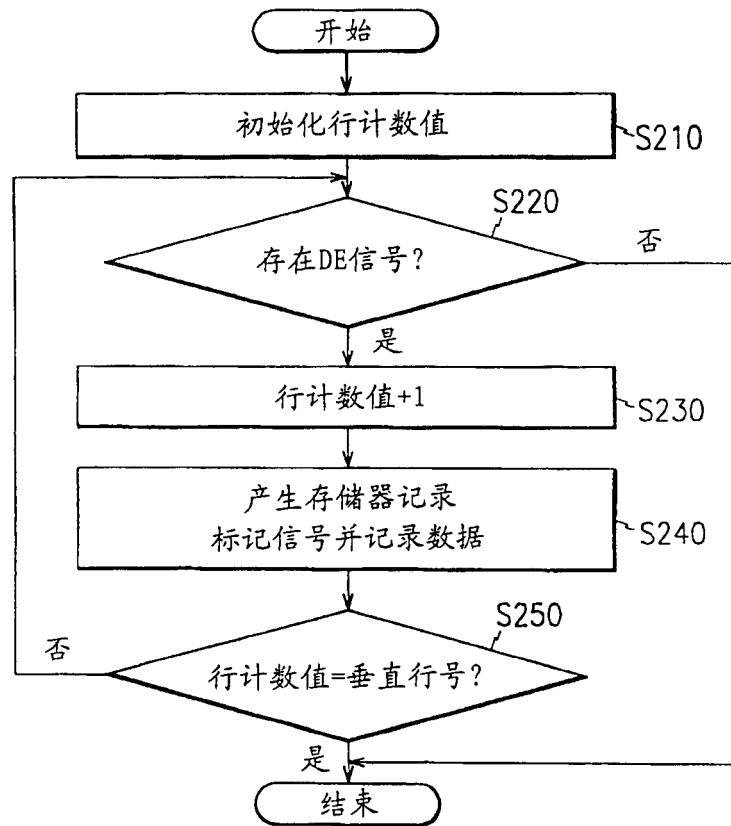 开始
初始化行计数值
S210
S220
存在DE信号?
否
是
行计数值+1
S230
产生存储器记录
标记信号并记录数据
S240
S250
否
行计数值=垂直行号?
是
结束